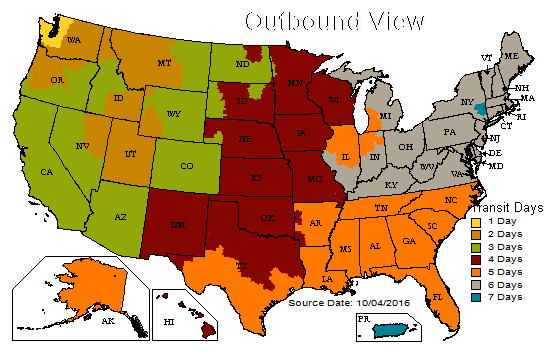 Outbound View
WA
OR
MT
ND
MN
ID
SD
WI
WY
MI
NY
VT
ME
NH
MA
RI
CT
NJ
DE
MD
PA
NV
UT
CO
NE
IA
IL
IN
OH
WV
VA
CA
KS
MO
KY
AZ
NM
OK
AR
TN
NC
SC
MS
AL
GA
TX
LA
FL
AK
HI
PR
Transit Days
1 Day
2 Days
3 Days
4 Days
5 Days
6 Days
7 Days
Source Date: 10/04/2016